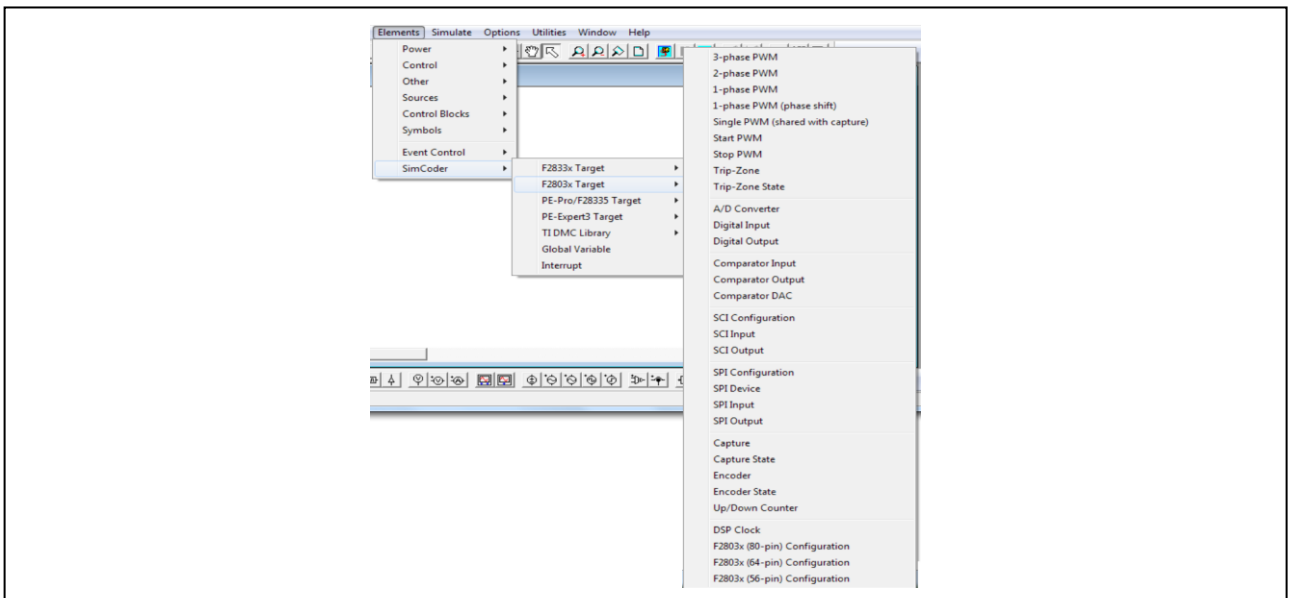 Elements Simulate Options Utilities Window Help
Power
Control
Other
Sources
Control Blocks
Symbols
Event Control
SimCoder
F2833x Target
F2803x Target
PE-Pro/F28335 Target
PE-Expert3 Target
TI DMC Library
Global Variable
Interrupt
3-phase PWM
2-phase PWM
1-phase PWM
1-phase PWM (phase shift)
Single PWM (shared with capture)
Start PWM
Stop PWM
Trip-Zone
Trip-Zone State
A/D Converter
Digital Input
Digital Output
Comparator Input
Comparator Output
Comparator DAC
SCI Configuration
SCI Input
SCI Output
SPI Configuration
SPI Device
SPI Input
SPI Output
Capture
Capture State
Encoder
Encoder State
Up/Down Counter
DSP Clock
F2803x (80-pin) Configuration
F2803x (64-pin) Configuration
F2803x (56-pin) Configuration